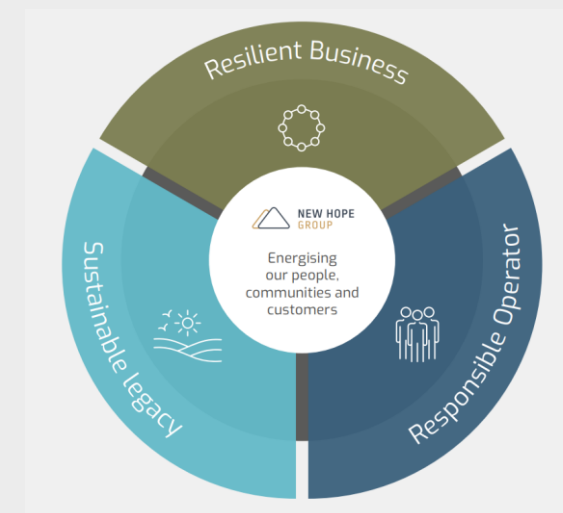 Resilient Business
NEW HOPE
GROUP
Energising
our people,
communities and
customers
Sustainable legacy
Responsible Operator